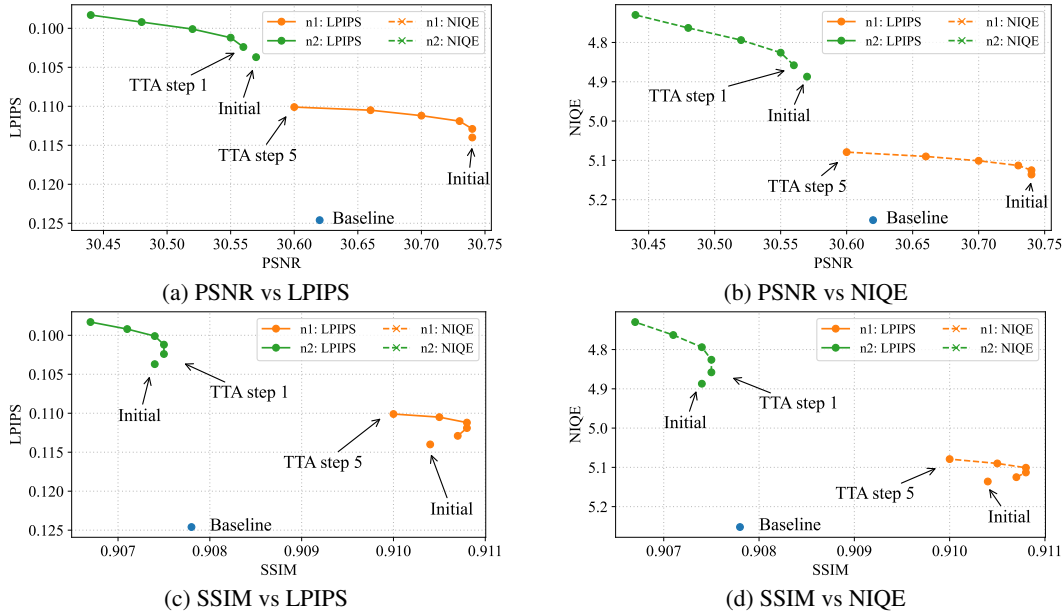 n1: LPIPS n1: NIQE
n2: LPIPS n2: NIQE
0.100
0.105
0.110
0.115
0.120
0.125
LPIPS
TTA step 1
Initial
TTA step 5
Initial
Baseline
30.45 30.50 30.55 30.60 30.65 30.70 30.75
PSNR
(a) PSNR vs LPIPS
n1: LPIPS n1: NIQE
n2: LPIPS n2: NIQE
4.8
4.9
5.0
5.1
5.2
NIQE
TTA step 1
Initial
TTA step 5
Initial
Baseline
30.45 30.50 30.55 30.60 30.65 30.70 30.75
PSNR
(b) PSNR vs NIQE
n1: LPIPS n1: NIQE
n2: LPIPS n2: NIQE
0.100
0.105
0.110
0.115
0.120
0.125
LPIPS
TTA step 1
Initial
TTA step 5
Initial
Baseline
0.907 0.908 0.909 0.910 0.911
SSIM
(c) SSIM vs LPIPS
n1: LPIPS n1: NIQE
n2: LPIPS n2: NIQE
4.8
4.9
5.0
5.1
5.2
NIQE
TTA step 1
Initial
TTA step 5
Initial
Baseline
0.907 0.908 0.909 0.910 0.911
SSIM
(d) SSIM vs NIQE